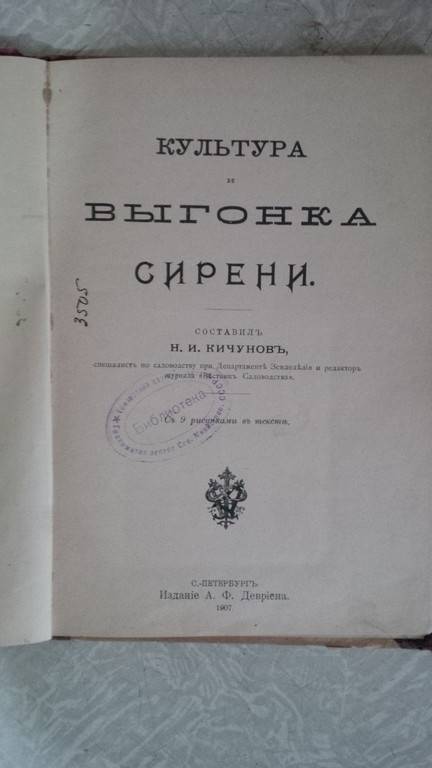 КУЛЬТУРА
и
ВЫГОНКА
СИРЕНИ.
3505
СОСТАВИЛЪ
Н. И. КИЧУНОВЪ,
спеціалистъ по садоводству при Департаментѣ Земледѣлія и редакторъ
журнала «Вѣстникъ Садоводства».
Библиотека
Съ 9 рисунками въ текстѣ.
С.-ПЕТЕРБУРГЪ.
Изданіе А. Ф. Девріена.
1907.